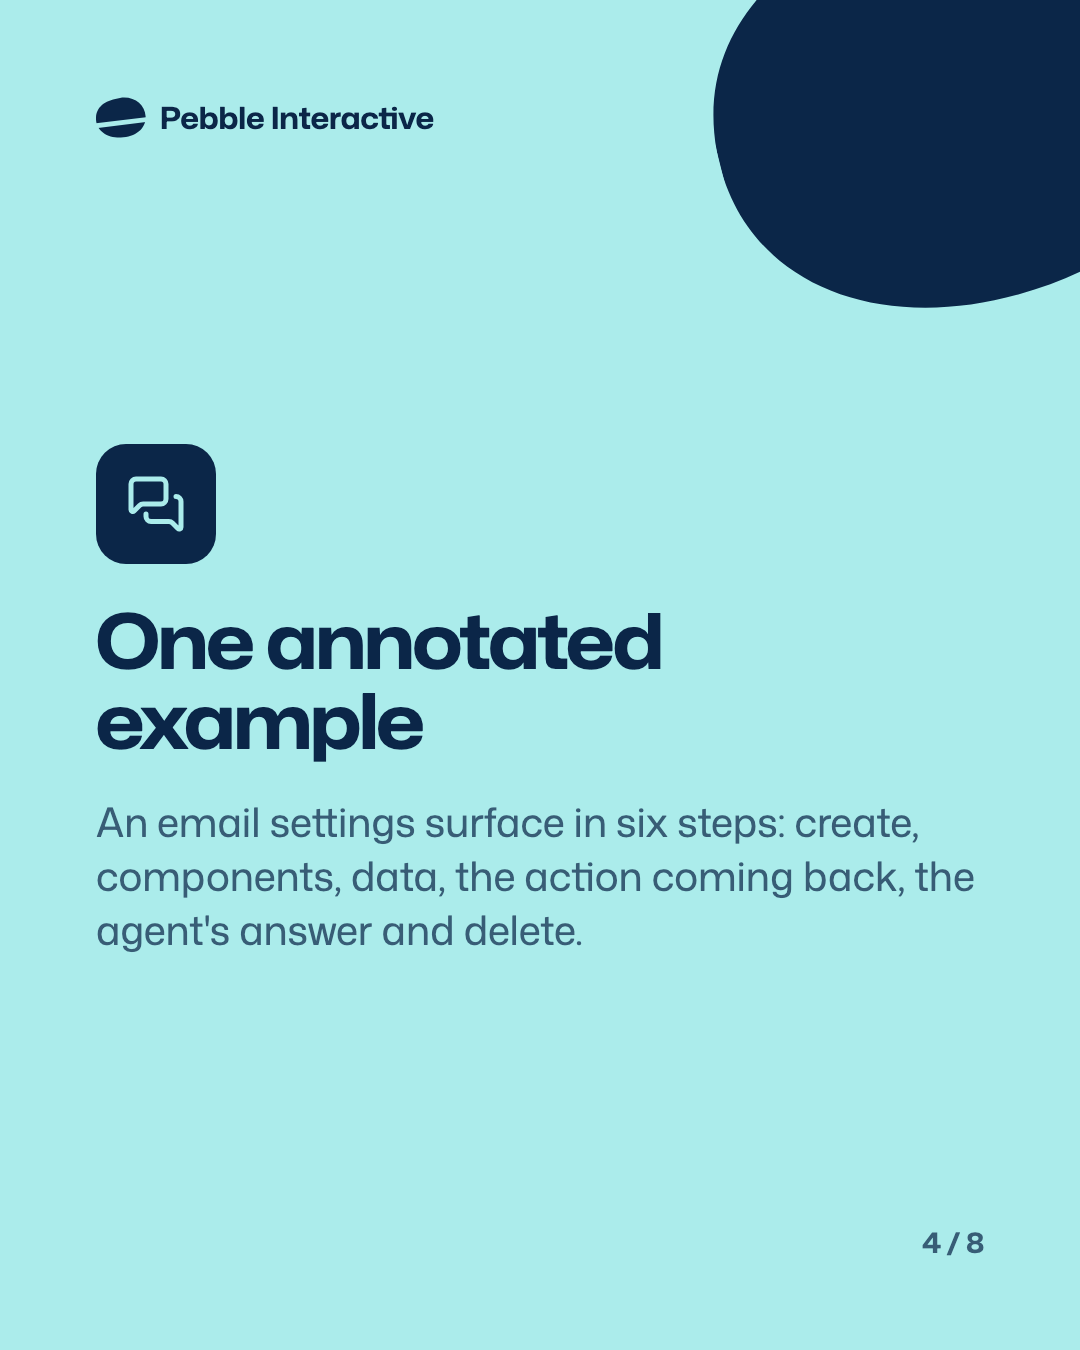 Pebble Interactive
One annotated
example
An email settings surface in six steps: create,
components, data, the action coming back, the
agent's answer and delete.
4 / 8